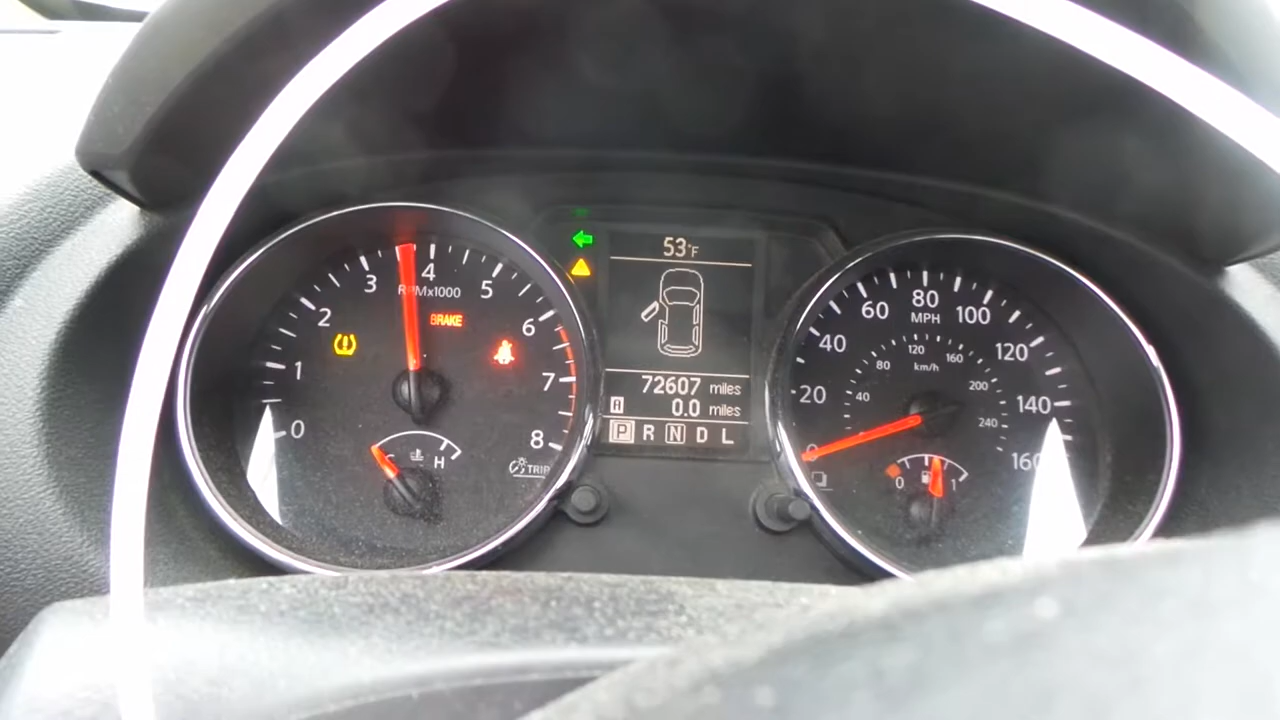 53°F
72607 miles
A 0.0 miles
P R N D L
0 1 2 3 4 5 6 7 8
RPMx1000
BRAKE
C H
TRIP
0 20 40 60 80 100 120 140 160
MPH
40 80 120 160 200 240
km/h
0 1